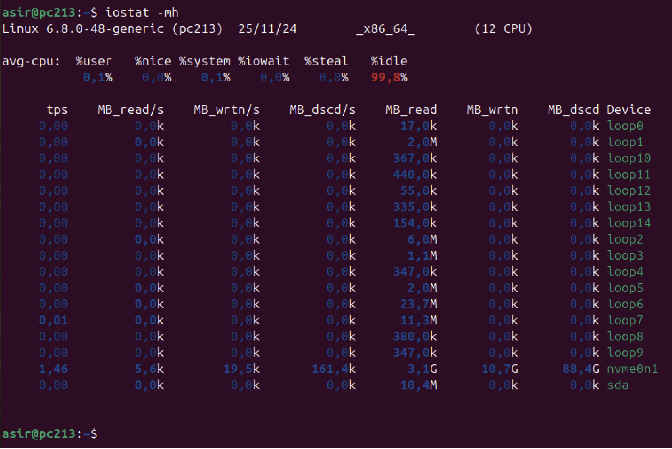 asir@pc213:~$ iostat -mh
Linux 6.8.0-48-generic (pc213) 25/11/24 _x86_64_ (12 CPU)
avg-cpu: %user %nice %system %iowait %steal %idle
0,1% 0,0% 0,1% 0,0% 0,0% 99,8%
tps MB_read/s MB_wrtn/s MB_dscd/s MB_read MB_wrtn MB_dscd Device
0,00 0,0k 0,0k 0,0k 17,0k 0,0k 0,0k loop0
0,00 0,0k 0,0k 0,0k 2,0M 0,0k 0,0k loop1
0,00 0,0k 0,0k 0,0k 367,0k 0,0k 0,0k loop10
0,00 0,0k 0,0k 0,0k 440,0k 0,0k 0,0k loop11
0,00 0,0k 0,0k 0,0k 55,0k 0,0k 0,0k loop12
0,00 0,0k 0,0k 0,0k 335,0k 0,0k 0,0k loop13
0,00 0,0k 0,0k 0,0k 154,0k 0,0k 0,0k loop14
0,00 0,0k 0,0k 0,0k 6,0M 0,0k 0,0k loop2
0,00 0,0k 0,0k 0,0k 1,1M 0,0k 0,0k loop3
0,00 0,0k 0,0k 0,0k 347,0k 0,0k 0,0k loop4
0,00 0,0k 0,0k 0,0k 2,0M 0,0k 0,0k loop5
0,00 0,0k 0,0k 0,0k 23,7M 0,0k 0,0k loop6
0,01 0,0k 0,0k 0,0k 11,3M 0,0k 0,0k loop7
0,00 0,0k 0,0k 0,0k 380,0k 0,0k 0,0k loop8
0,00 0,0k 0,0k 0,0k 347,0k 0,0k 0,0k loop9
1,46 5,6k 19,5k 161,4k 3,1G 10,7G 88,4G nvme0n1
0,00 0,0k 0,0k 0,0k 10,4M 0,0k 0,0k sda
asir@pc213:~$